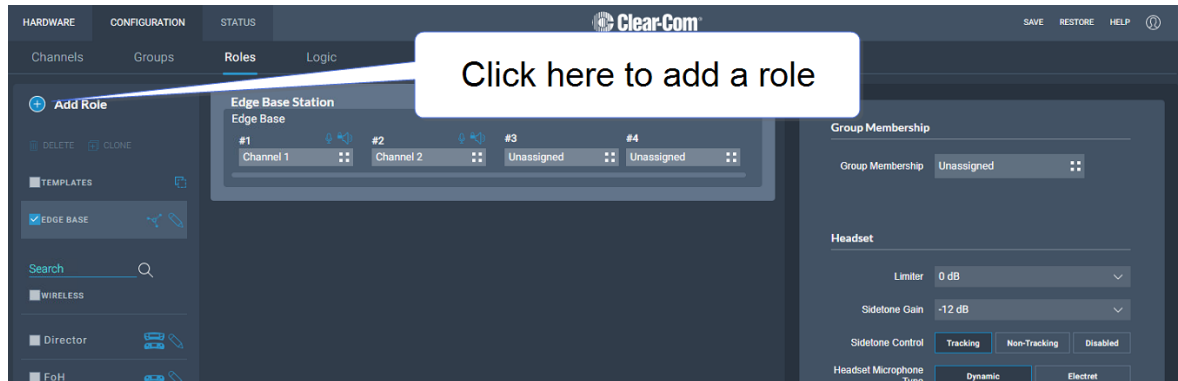 HARDWARE CONFIGURATION STATUS Clear-Com SAVE RESTORE HELP
Channels Groups Roles Logic
Click here to add a role
Add Role
DELETE CLONE
TEMPLATES
EDGE BASE
Search
WIRELESS
Director
FoH
Edge Base Station
Edge Base
#1 #2 #3 #4
Channel 1 Channel 2 Unassigned Unassigned
Group Membership
Group Membership Unassigned
Headset
Limiter 0 dB
Sidetone Gain -12 dB
Sidetone Control Tracking Non-Tracking Disabled
Headset Microphone
Type Dynamic Electret